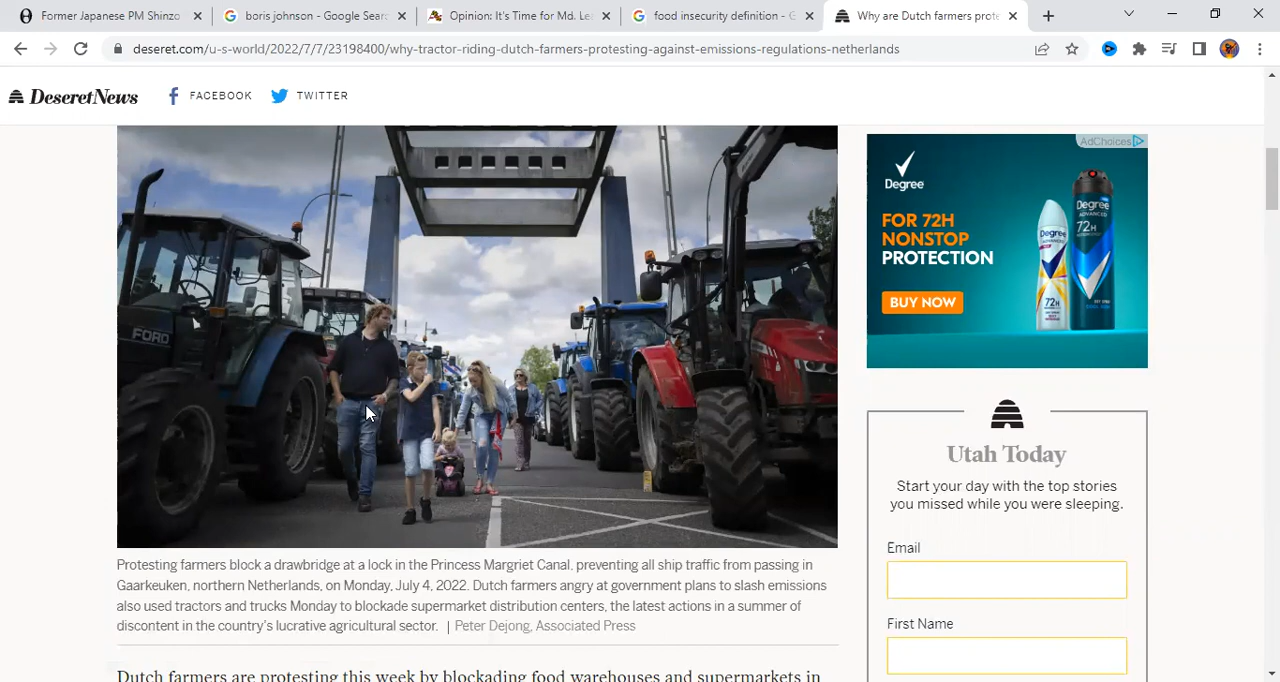 Former Japanese PM Shinzo
boris johnson - Google Sear
Opinion: It's Time for Md. Le
food insecurity definition - G
Why are Dutch farmers prote
deseret.com/u-s-world/2022/7/7/23198400/why-tractor-riding-dutch-farmers-protesting-against-emissions-regulations-netherlands
Deseret News FACEBOOK TWITTER
AdChoices
Degree
FOR 72H
NONSTOP
PROTECTION
BUY NOW
Degree
72H
Degree
ADVANCED
72H
FORD
Utah Today
Start your day with the top stories
you missed while you were sleeping.
Email
First Name
Protesting farmers block a drawbridge at a lock in the Princess Margriet Canal, preventing all ship traffic from passing in
Gaarkeuken, northern Netherlands, on Monday, July 4, 2022. Dutch farmers angry at government plans to slash emissions
also used tractors and trucks Monday to blockade supermarket distribution centers, the latest actions in a summer of
discontent in the country's lucrative agricultural sector. | Peter Dejong, Associated Press
Dutch farmers are protesting this week by blockading food warehouses and supermarkets in